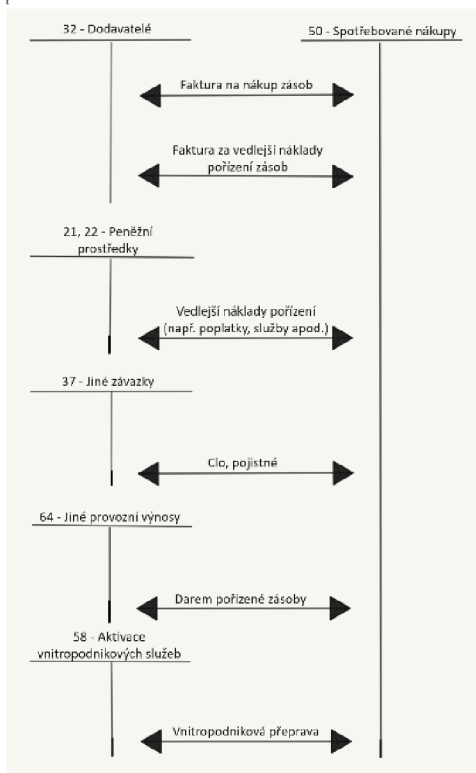 32 - Dodavatelé
50 - Spotřebované nákupy
Faktura na nákup zásob
Faktura za vedlejší náklady
pořízení zásob
21, 22 - Peněžní
prostředky
Vedlejší náklady pořízení
(např. poplatky, služby apod.)
37 - Jiné závazky
Clo, pojistné
64 - Jiné provozní výnosy
Darem pořízené zásoby
58 - Aktivace
vnitropodnikových služeb
Vnitropodniková přeprava